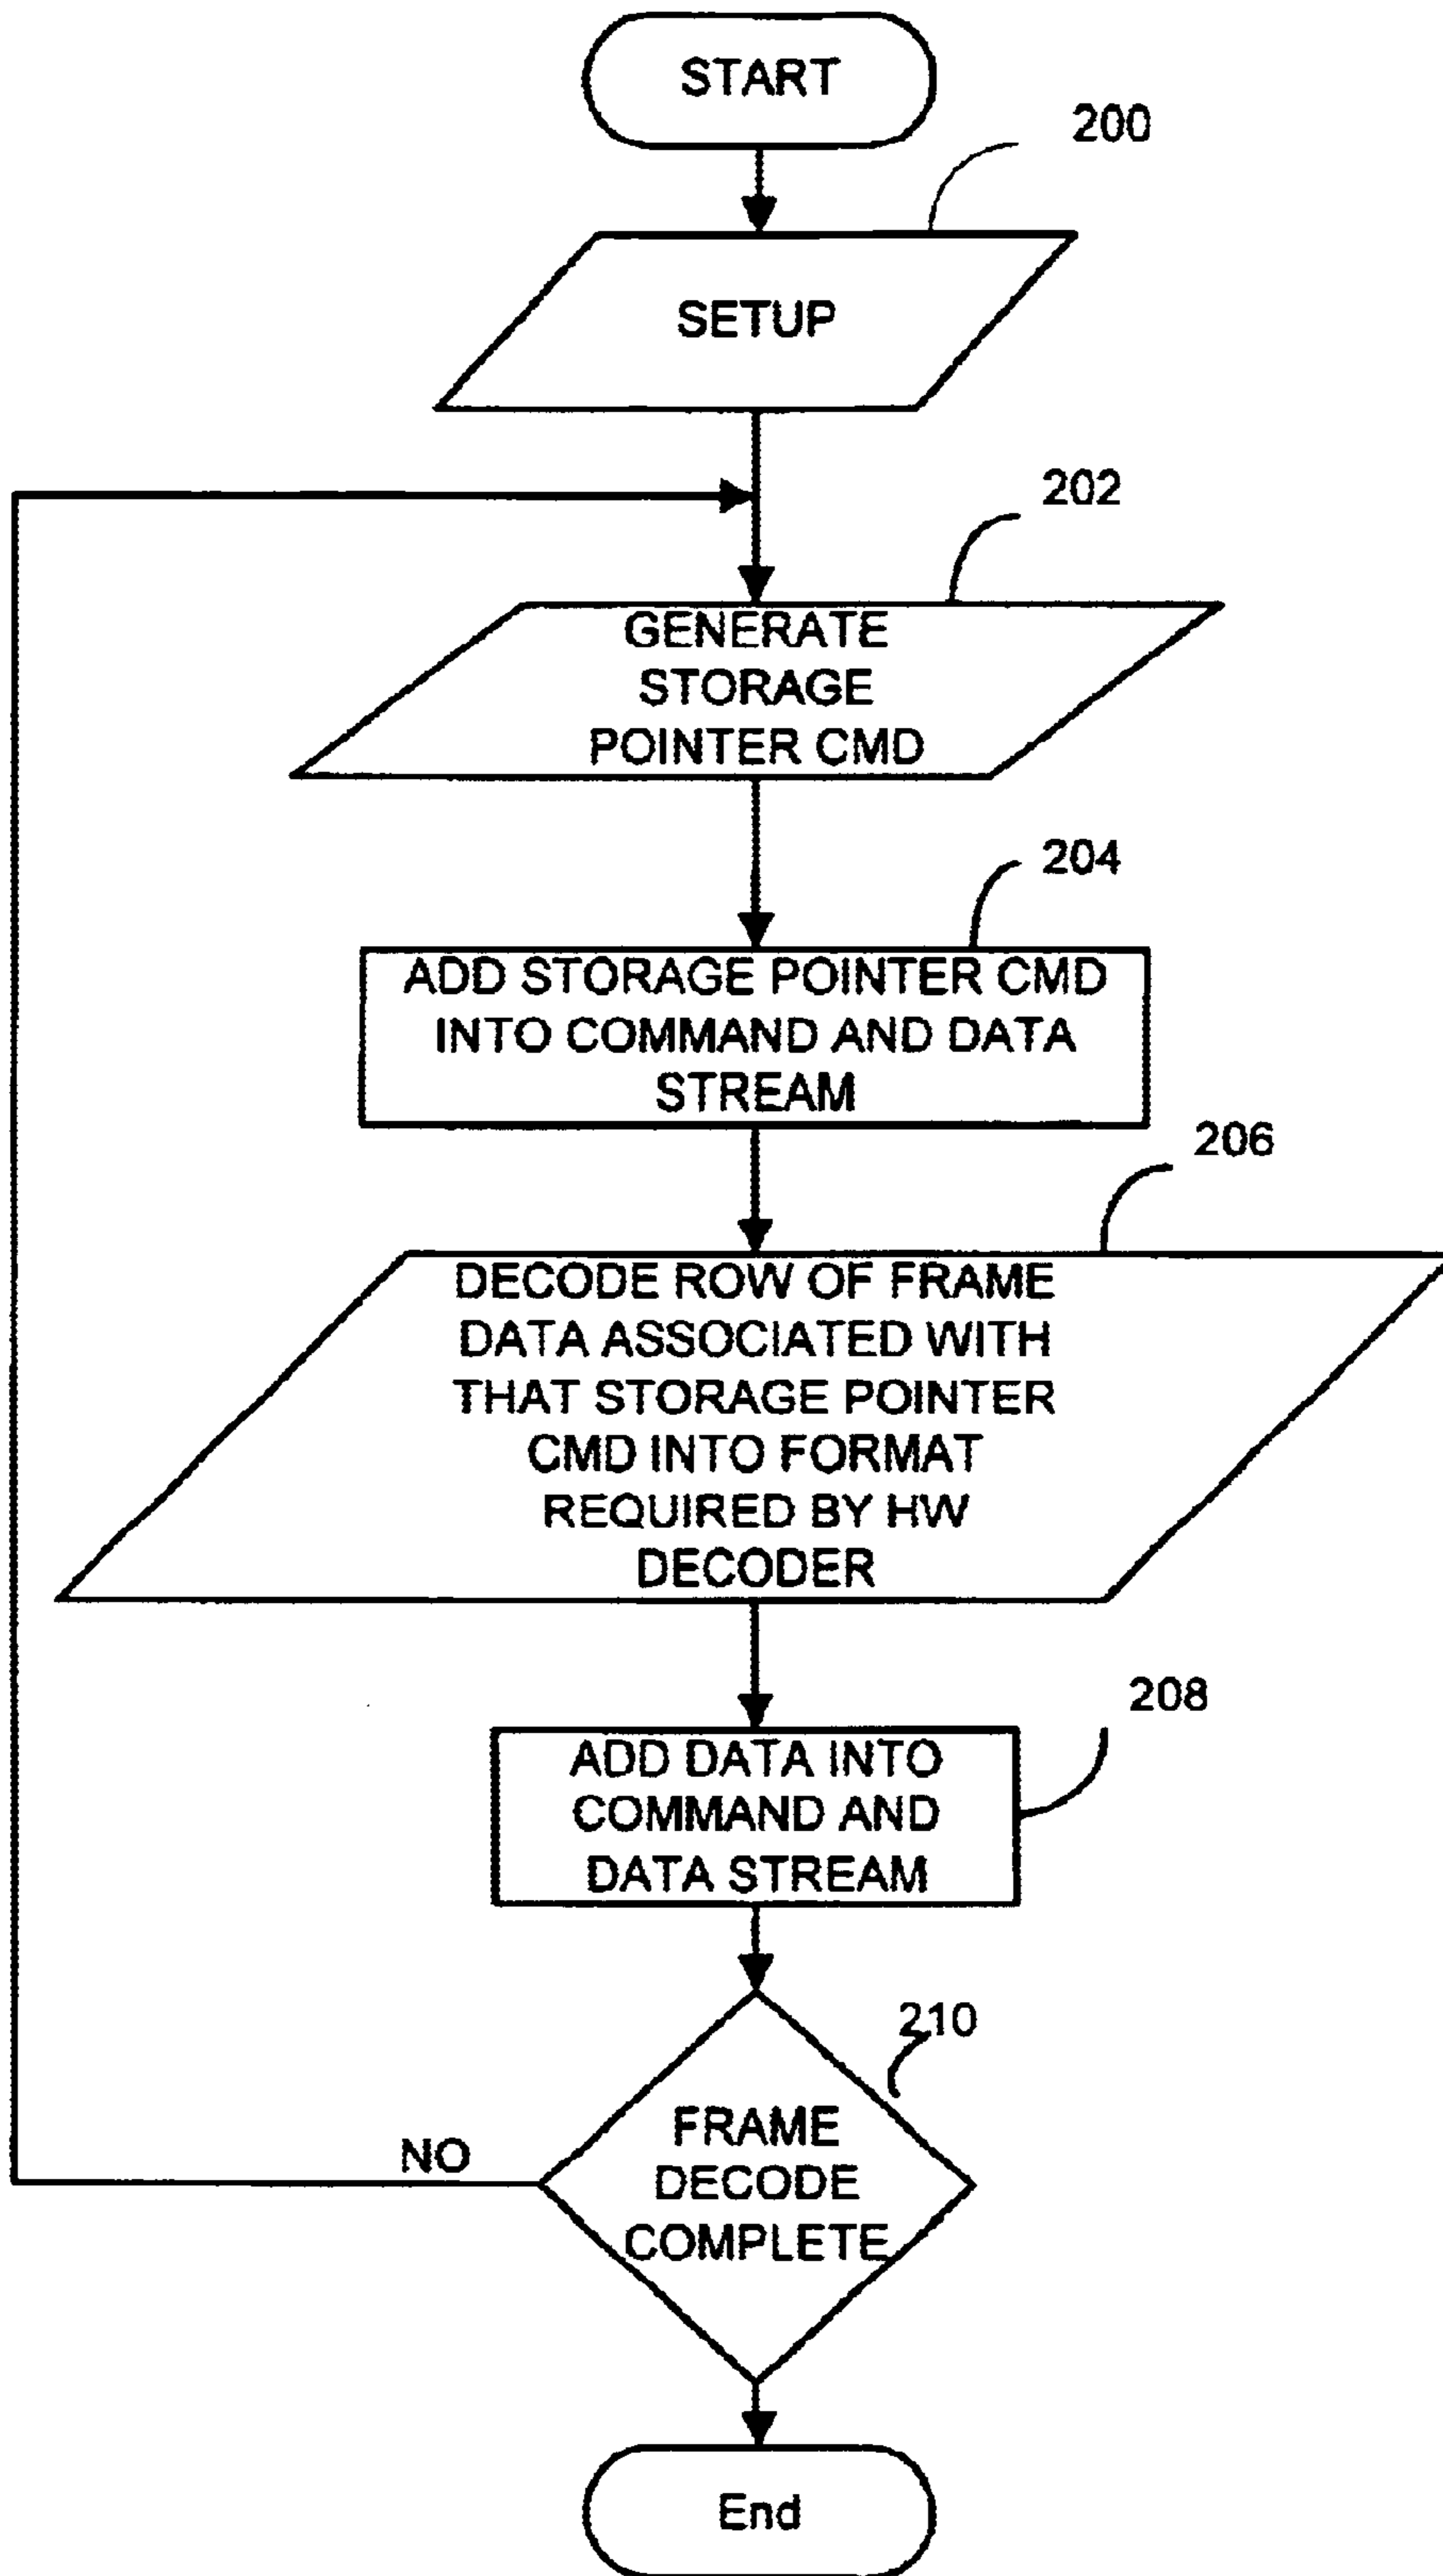 START
200
SETUP
202
GENERATE
STORAGE
POINTER CMD
204
ADD STORAGE POINTER CMD
INTO COMMAND AND DATA
STREAM
206
DECODE ROW OF FRAME
DATA ASSOCIATED WITH
THAT STORAGE POINTER
CMD INTO FORMAT
REQUIRED BY HW
DECODER
208
ADD DATA INTO
COMMAND AND
DATA STREAM
210
FRAME
DECODE
COMPLETE
NO
End